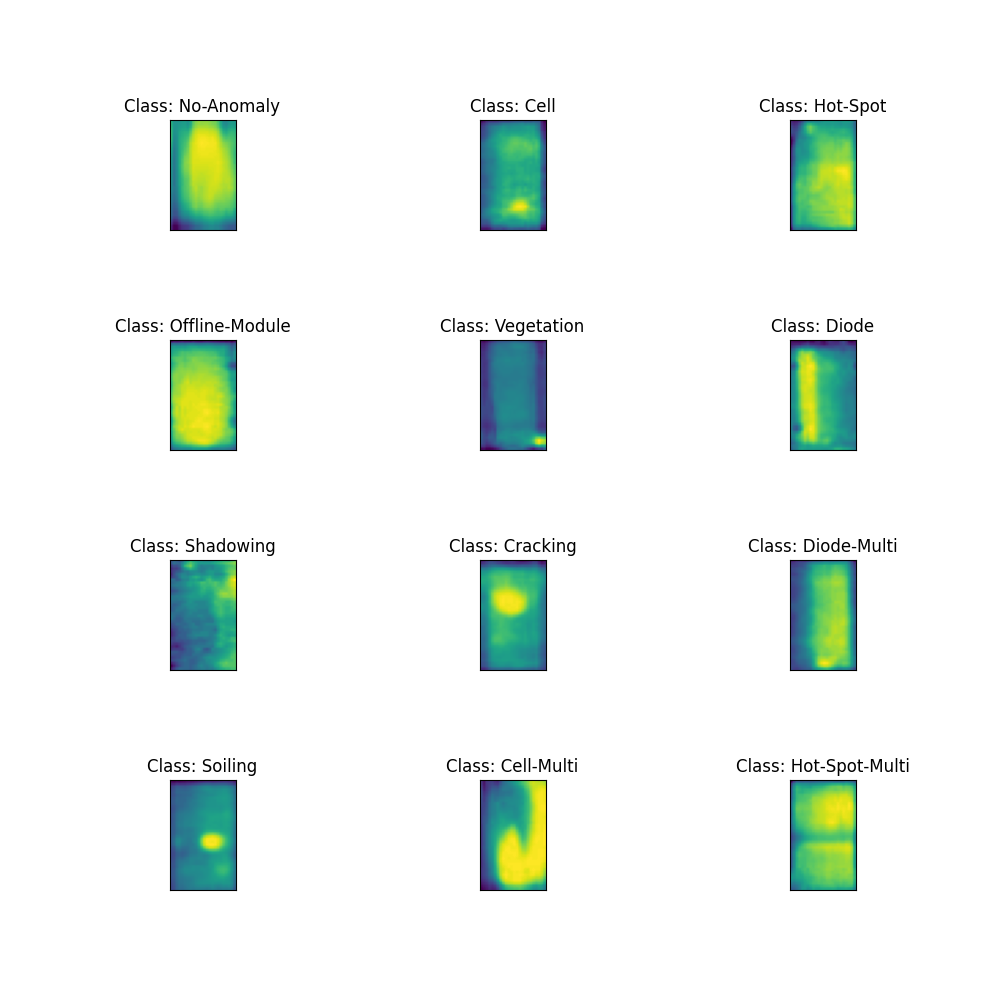 Class: No-Anomaly
Class: Cell
Class: Hot-Spot
Class: Offline-Module
Class: Vegetation
Class: Diode
Class: Shadowing
Class: Cracking
Class: Diode-Multi
Class: Soiling
Class: Cell-Multi
Class: Hot-Spot-Multi